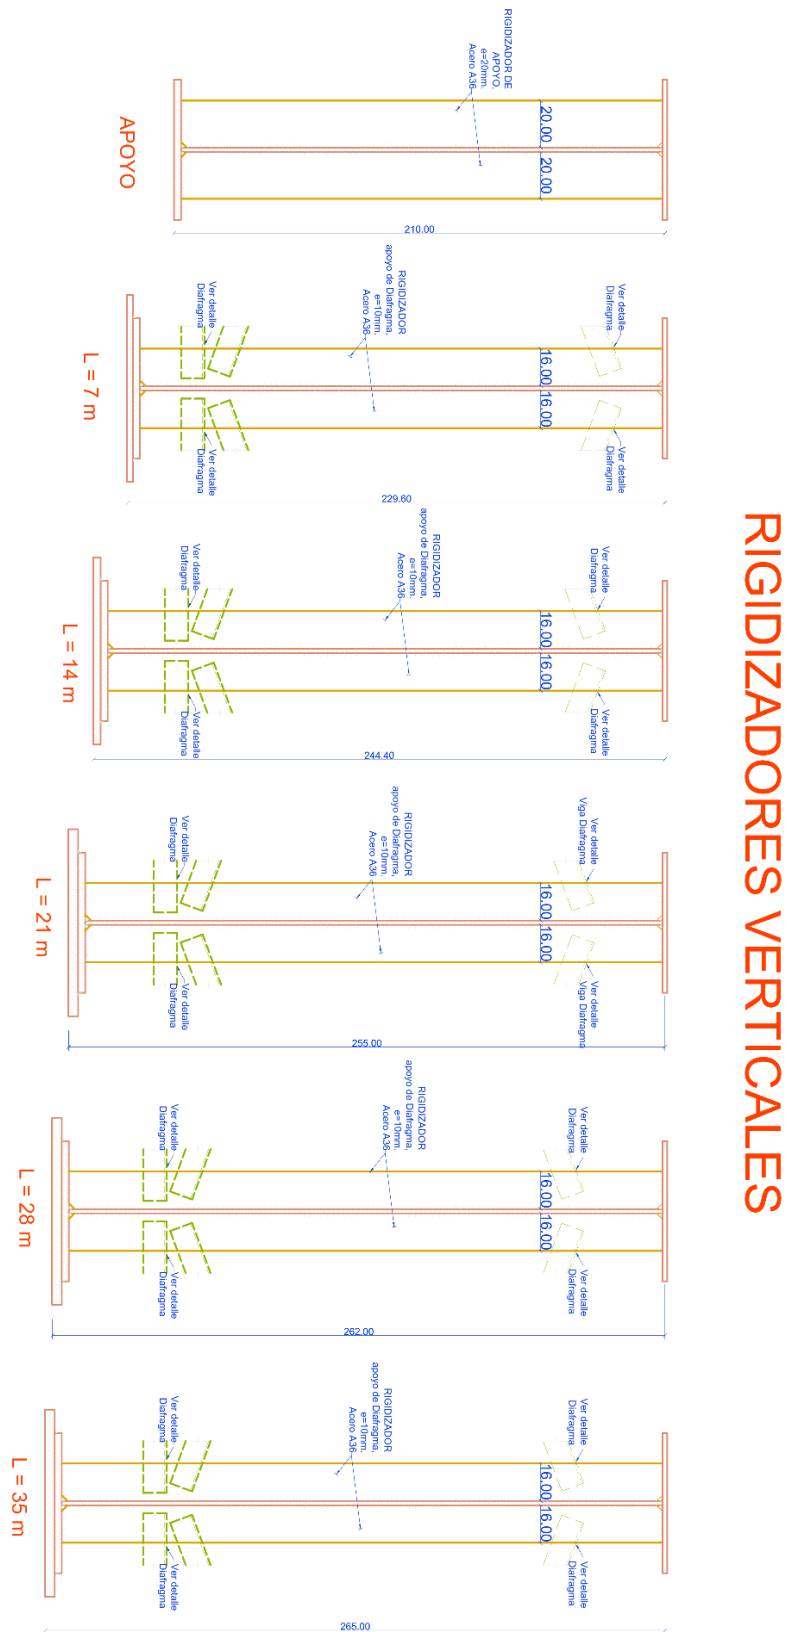 RIGIDIZADORES VERTICALES
RIGIDIZADOR DE
APOYO,
e=20mm.
Acero A36
20.00
20.00
210.00
APOYO
RIGIDIZADOR
apoyo de Diafragma,
e=10mm.
Acero A36
Ver detalle
Diafragma
Ver detalle
Diafragma
16.00
16.00
Ver detalle
Diafragma
Ver detalle
Diafragma
229.60
L = 7 m
RIGIDIZADOR
apoyo de Diafragma,
e=10mm.
Acero A36
Ver detalle
Diafragma
Ver detalle
Diafragma
16.00
16.00
Ver detalle
Diafragma
Ver detalle
Diafragma
244.40
L = 14 m
RIGIDIZADOR
apoyo de Diafragma,
e=10mm.
Acero A36
Ver detalle
Diafragma
Ver detalle
Viga Diafragma
16.00
16.00
Ver detalle
Diafragma
Ver detalle
Viga Diafragma
255.00
L = 21 m
RIGIDIZADOR
apoyo de Diafragma,
e=10mm.
Acero A36
Ver detalle
Diafragma
Ver detalle
Diafragma
16.00
16.00
Ver detalle
Diafragma
Ver detalle
Diafragma
262.00
L = 28 m
RIGIDIZADOR
apoyo de Diafragma,
e=10mm.
Acero A36
Ver detalle
Diafragma
Ver detalle
Diafragma
16.00
16.00
Ver detalle
Diafragma
Ver detalle
Diafragma
265.00
L = 35 m